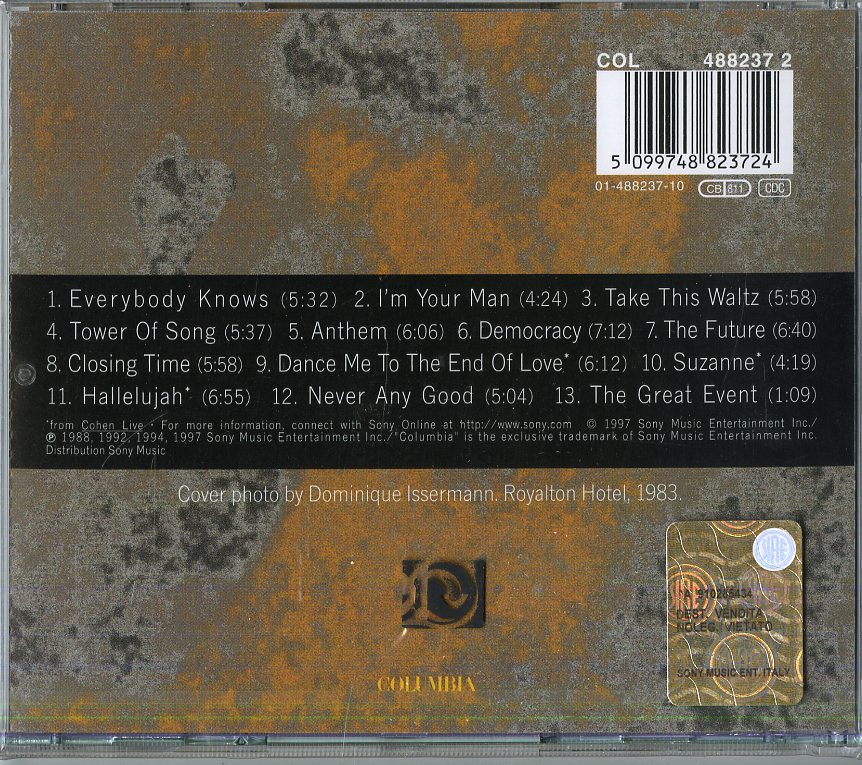 COL 488237 2
5 099748 823724
01-488237-10 CB 811 CDC
1. Everybody Knows (5:32) 2. I'm Your Man (4:24) 3. Take This Waltz (5:58)
4. Tower Of Song (5:37) 5. Anthem (6:06) 6. Democracy (7:12) 7. The Future (6:40)
8. Closing Time (5:58) 9. Dance Me To The End Of Love* (6:12) 10. Suzanne* (4:19)
11. Hallelujah* (6:55) 12. Never Any Good (5:04) 13. The Great Event (1:09)
*from Cohen Live • For more information, connect with Sony Online at http://www.sony.com © 1997 Sony Music Entertainment Inc./
℗ 1988, 1992, 1994, 1997 Sony Music Entertainment Inc./"Columbia" is the exclusive trademark of Sony Music Entertainment Inc.
Distribution Sony Music
Cover photo by Dominique Issermann. Royalton Hotel, 1983.
COLUMBIA
SIAE
DEST. VENDITA
NOLEG. VIETATO
SONY MUSIC ENT. ITALY